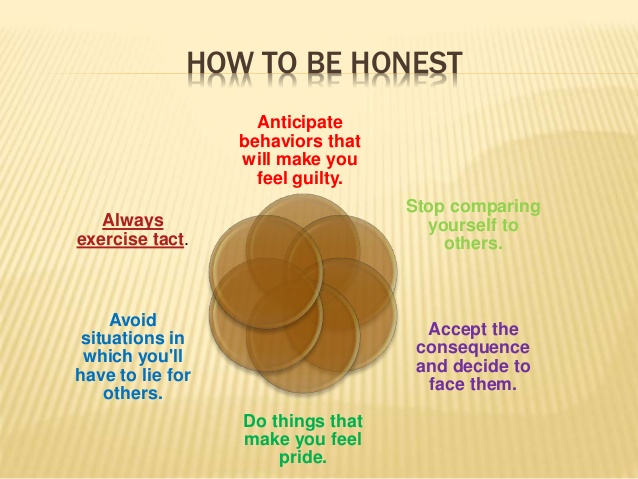 HOW TO BE HONEST
Anticipate
behaviors that
will make you
feel guilty.
Stop comparing
yourself to
others.
Accept the
consequence
and decide to
face them.
Do things that
make you feel
pride.
Avoid
situations in
which you'll
have to lie for
others.
Always
exercise tact.